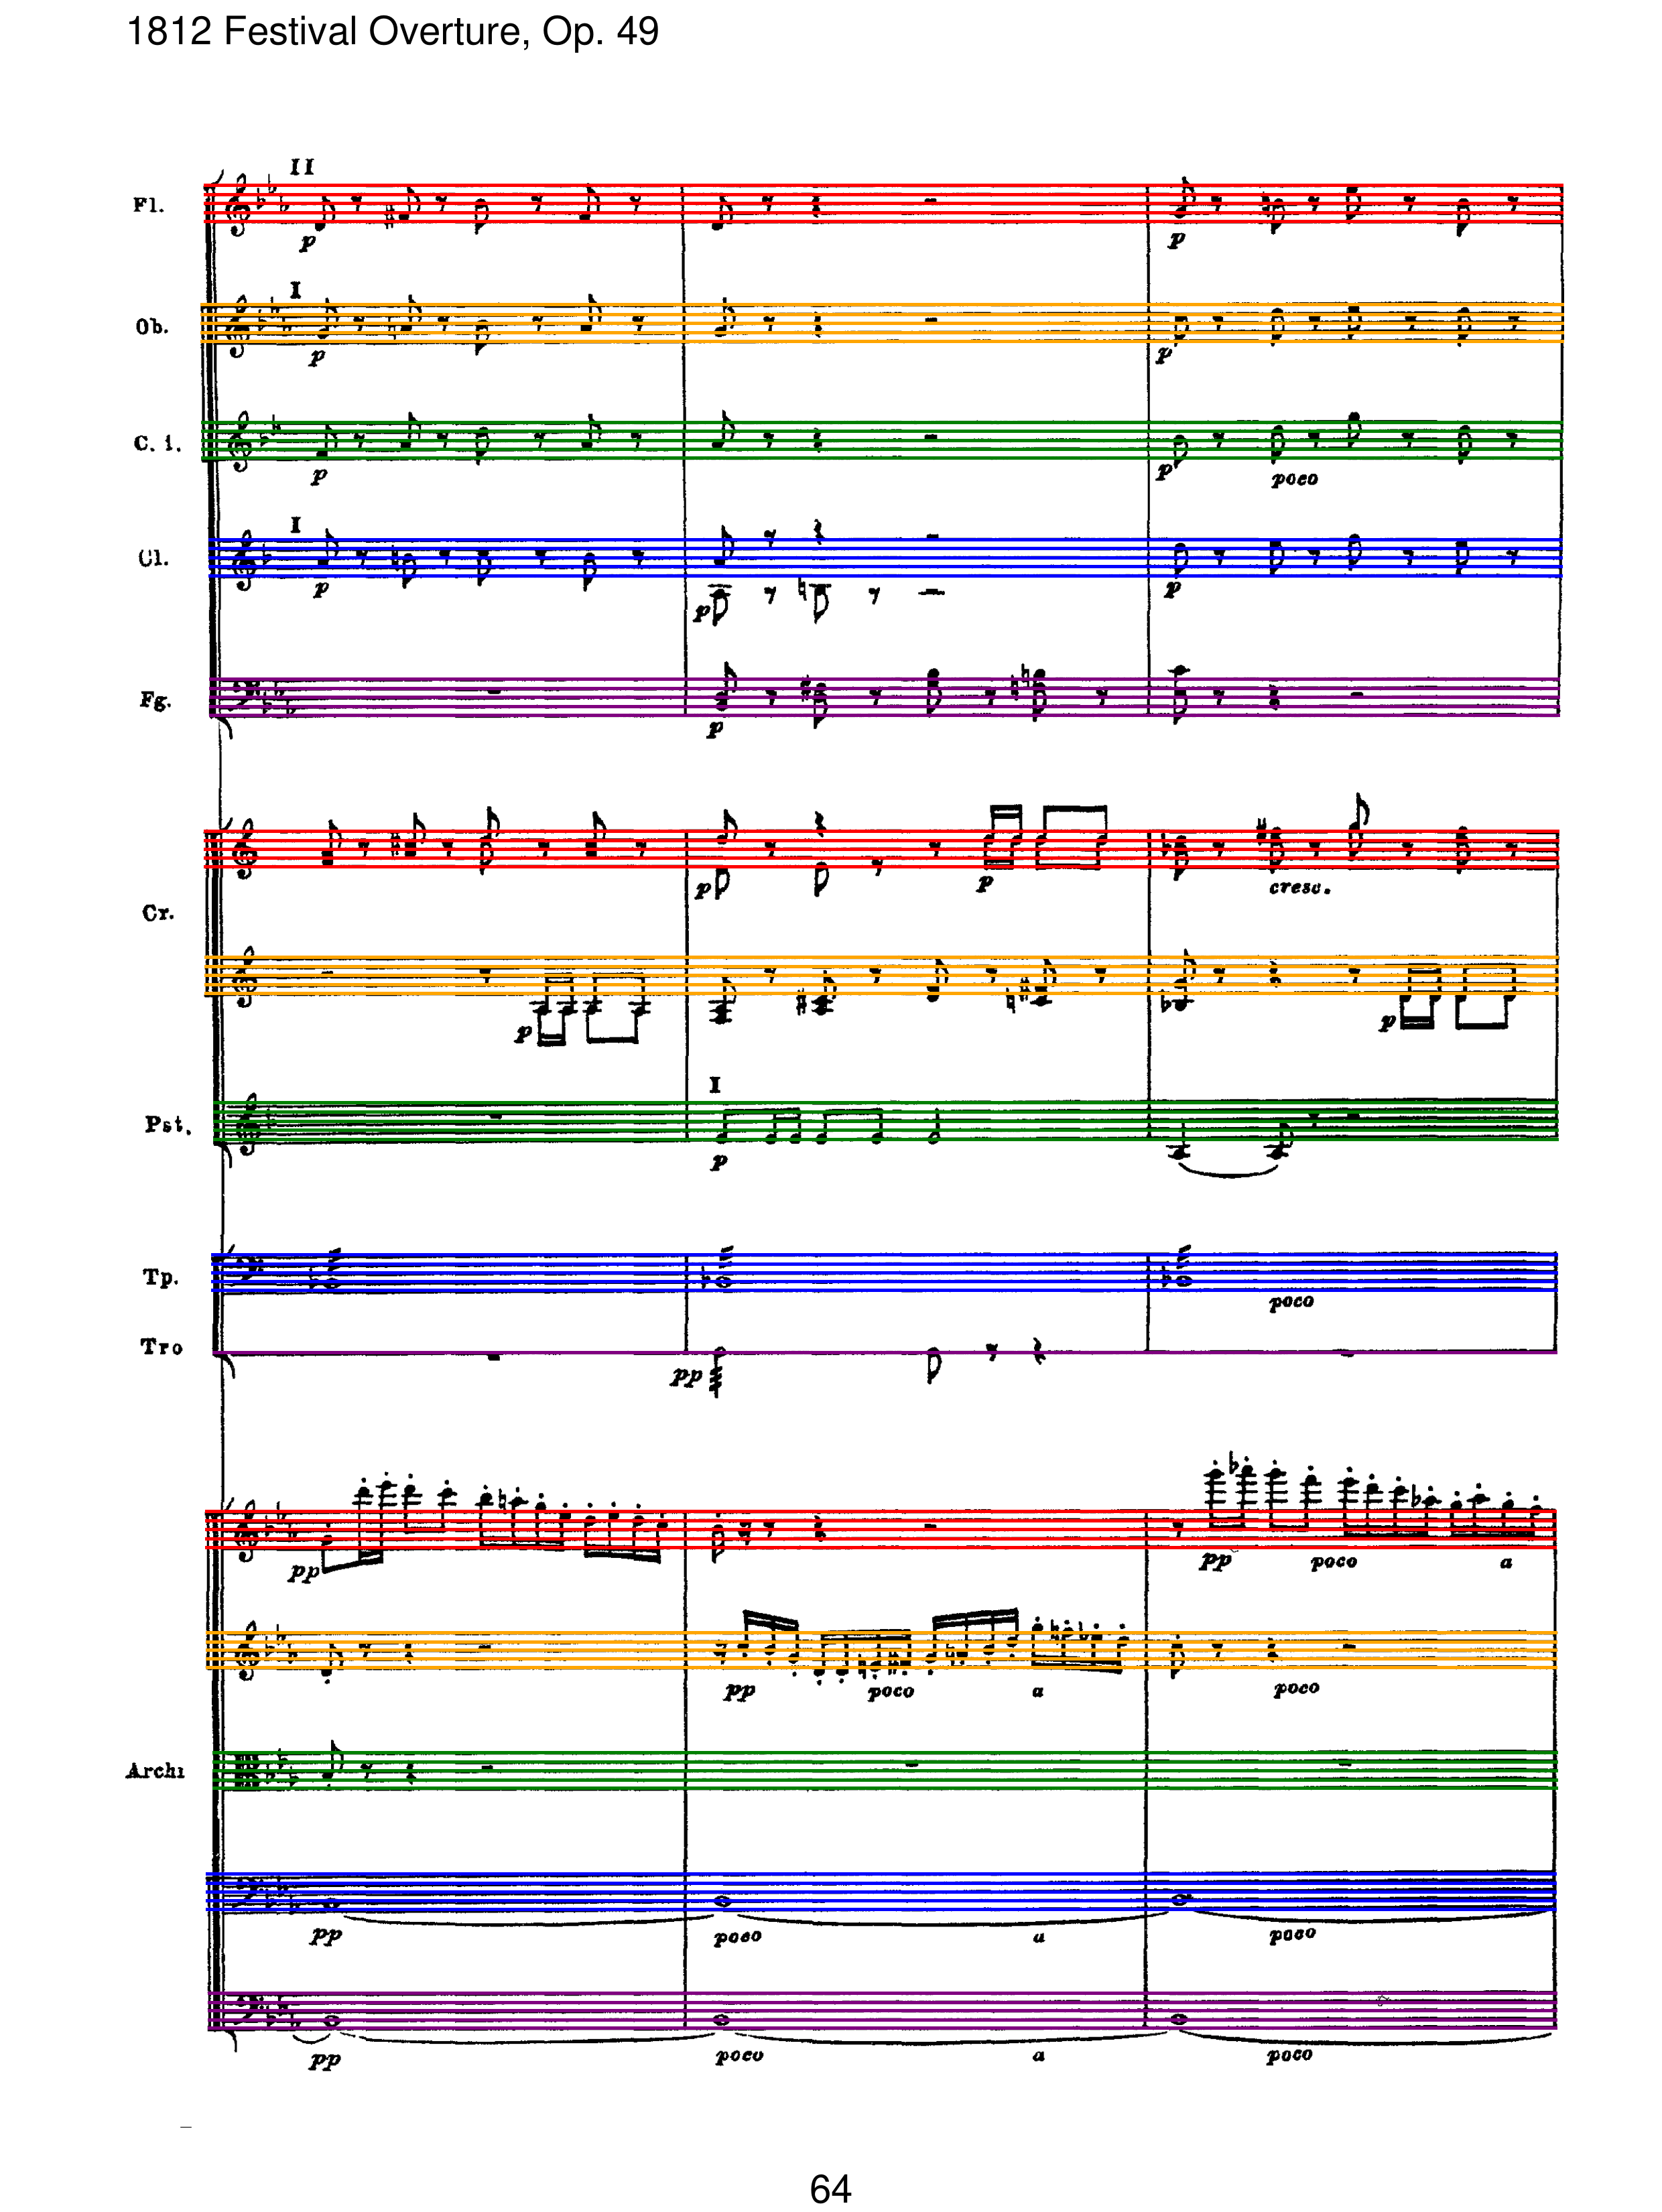 1812 Festival Overture, Op. 49
II
Fl.
p p
I
Ob.
p p
C. i.
p p poco
I
Cl.
p p p
Fg.
p
Cr.
p p cresc.
p p
I
Pst.
p
Tp.
poco
Tro
pp
pp pp poco a
pp poco a poco
Archi
pp poco a poco
pp poco a poco
64